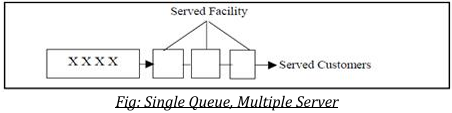 Served Facility
X X X X
Served Customers
Fig: Single Queue, Multiple Server